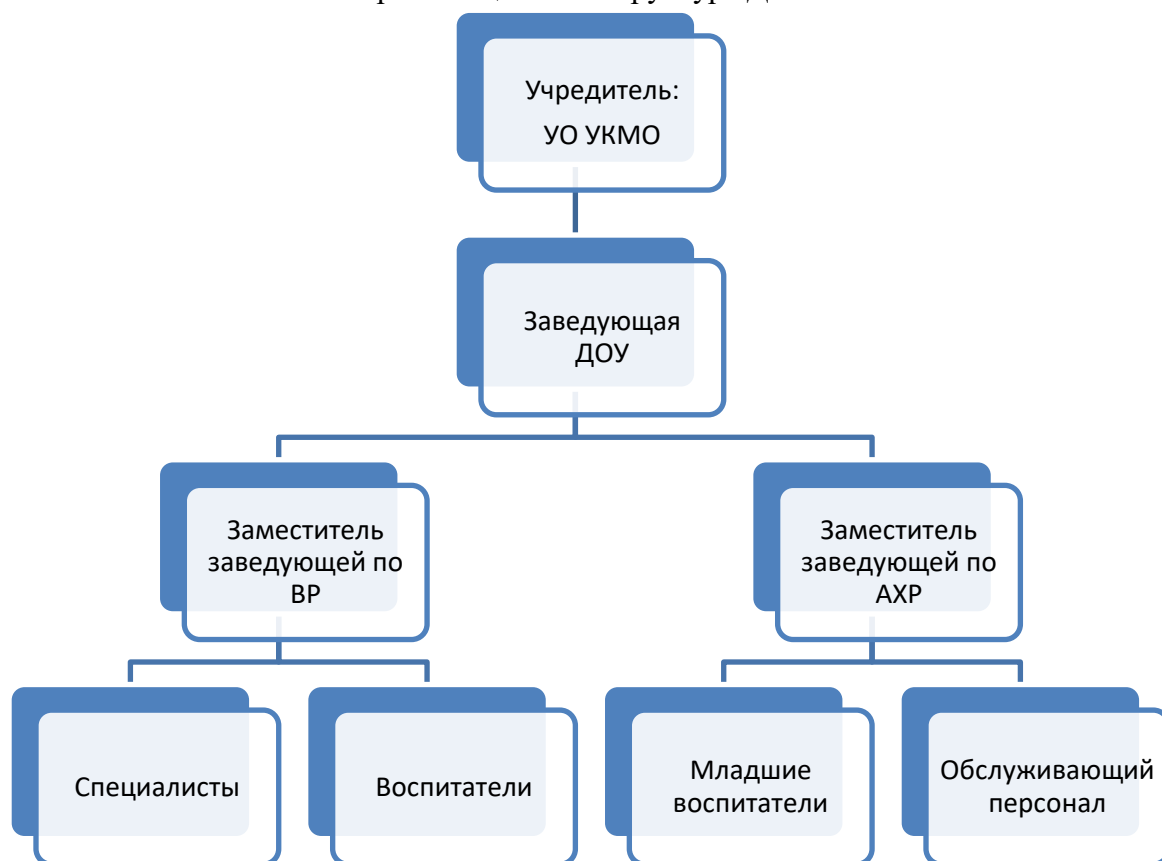 Учредитель:
УО УКМО
Заведующая
ДОУ
Заместитель
заведующей по
ВР
Заместитель
заведующей по
АХР
Специалисты
Воспитатели
Младшие
воспитатели
Обслуживающий
персонал